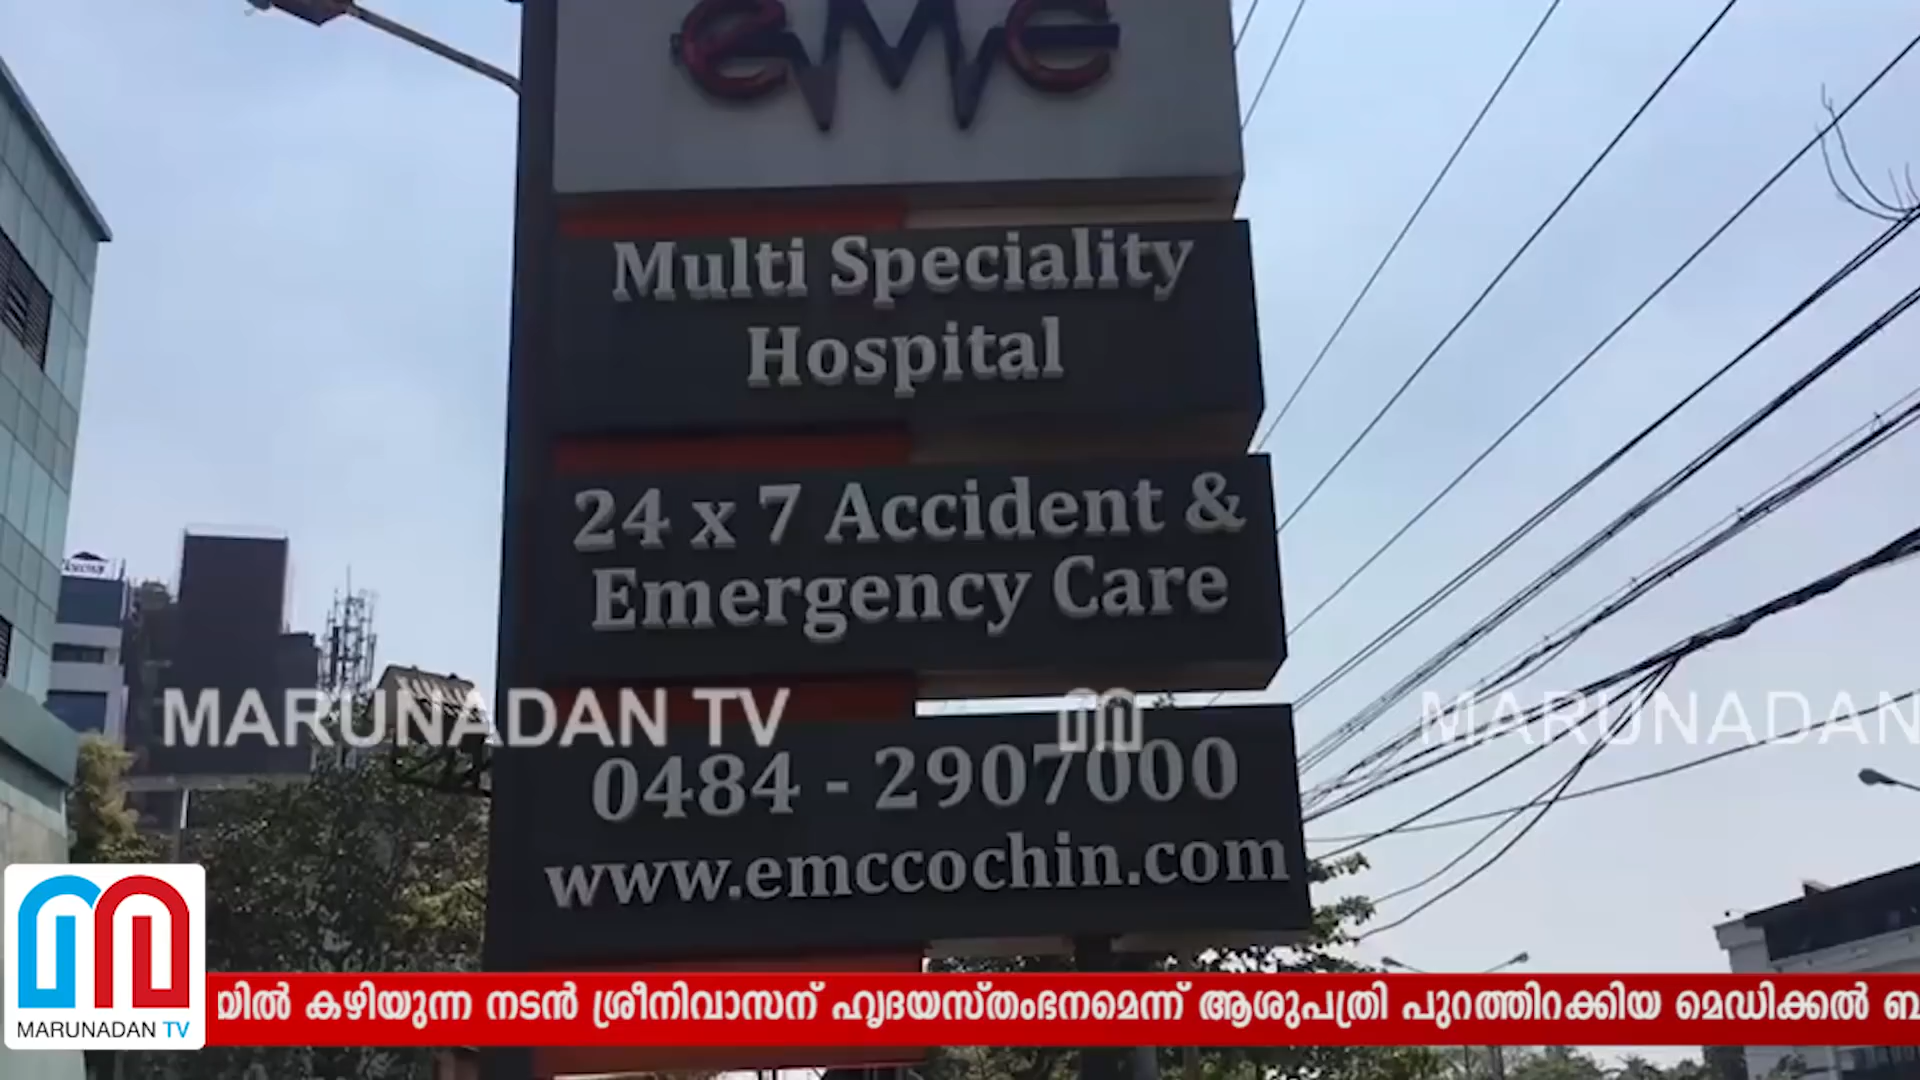 emc
Multi Speciality
Hospital
24 x 7 Accident &
Emergency Care
MARUNADAN TV
MARUNADAN
0484 - 2907000
www.emccochin.com
MARUNADAN TV
യിൽ കഴിയുന്ന നടൻ ശ്രീനിവാസന് ഹൃദയസ്തംഭനമെന്ന് ആശുപത്രി പുറത്തിറക്കിയ മെഡിക്കൽ ബ